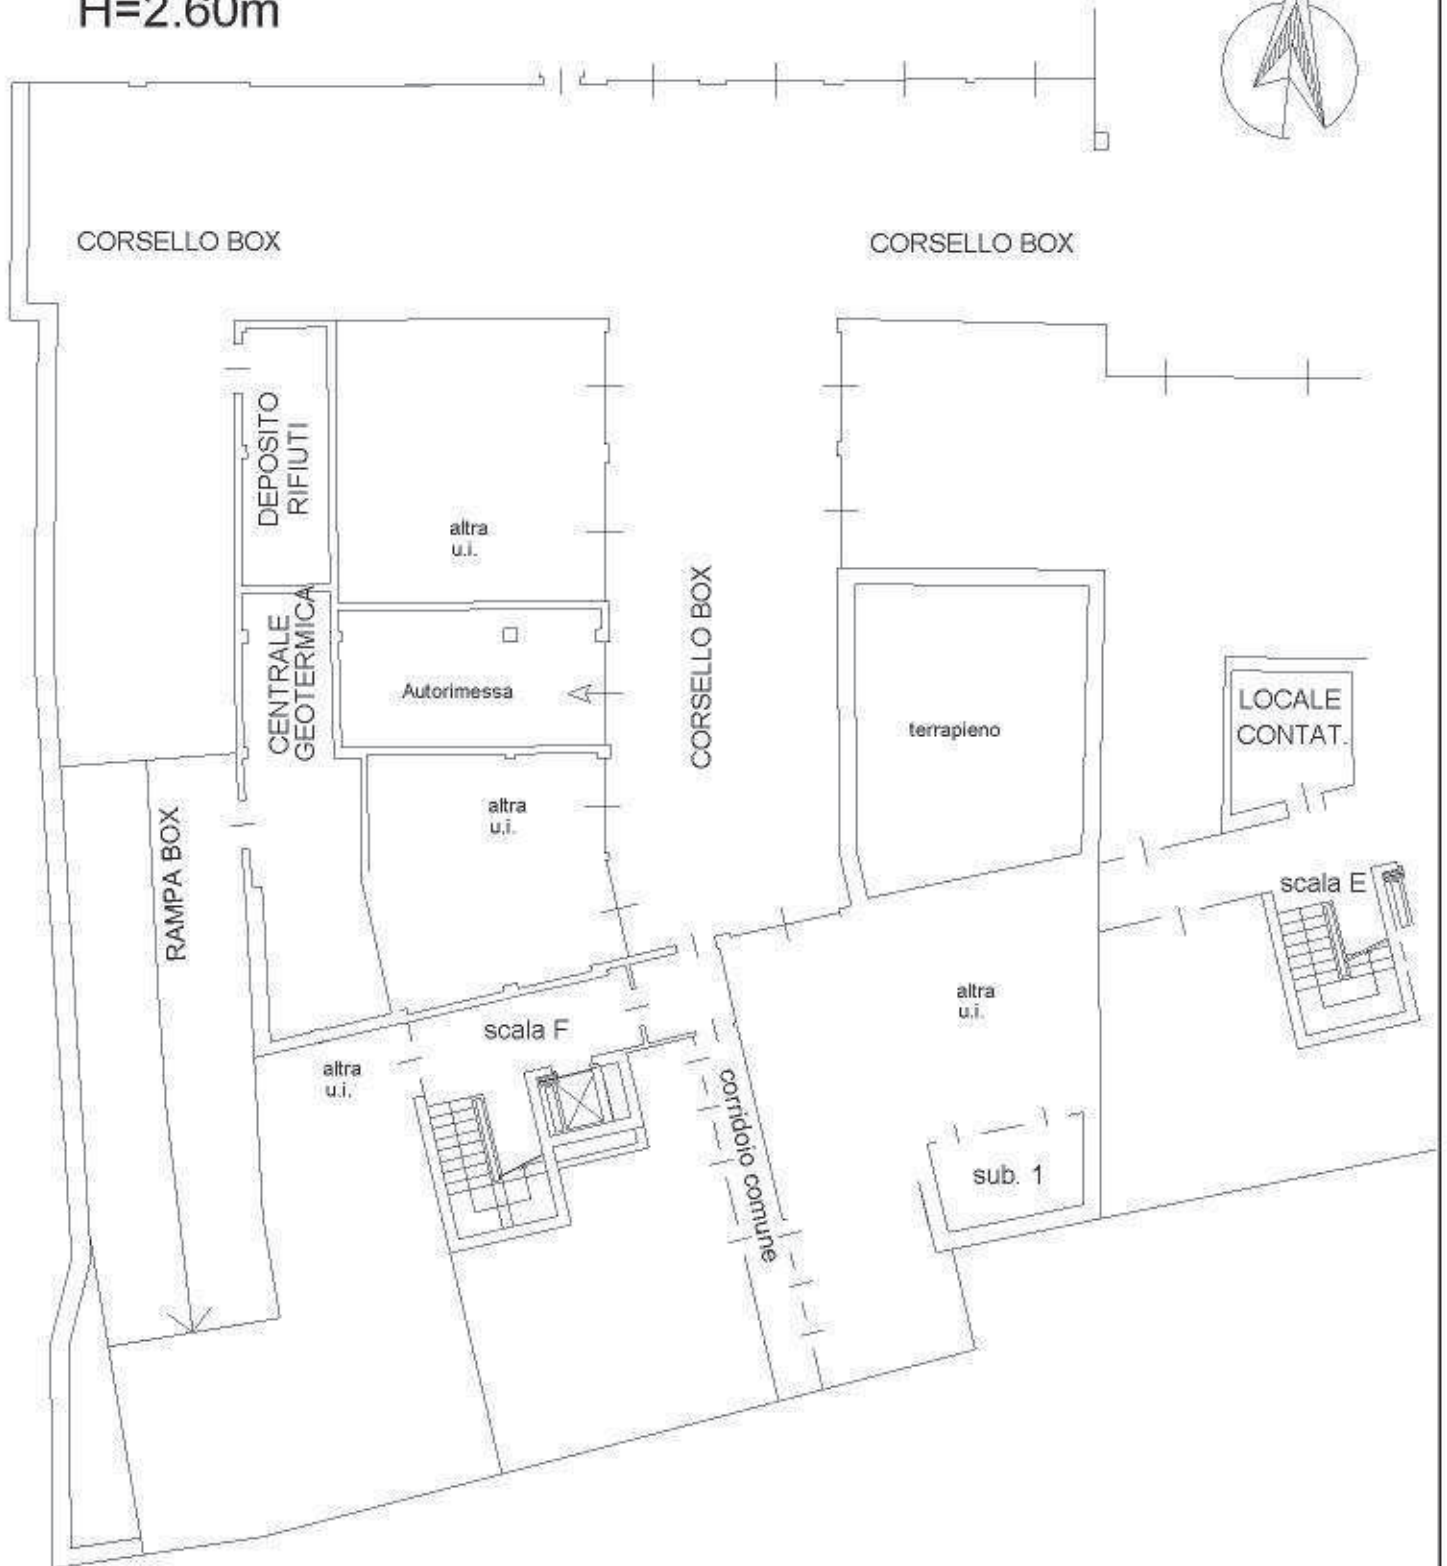 H=2.60m
CORSELLO BOX
CORSELLO BOX
DEPOSITO
RIFIUTI
altra
u.i.
CORSELLO BOX
CENTRALE
GEOTERMICA
Autorimessa
terrapieno
LOCALE
CONTAT.
altra
u.i.
RAMPA BOX
scala E
altra
u.i.
scala F
altra
u.i.
corridoio comune
sub. 1